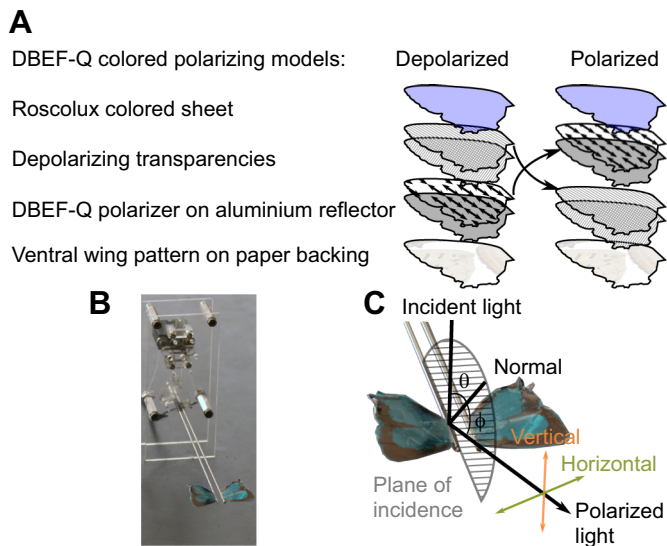 A
DBEF-Q colored polarizing models: Depolarized Polarized
Roscolux colored sheet
Depolarizing transparencies
DBEF-Q polarizer on aluminium reflector
Ventral wing pattern on paper backing
B
C
Incident light
Normal
θ
ϕ
Vertical
Horizontal
Plane of
incidence
Polarized
light